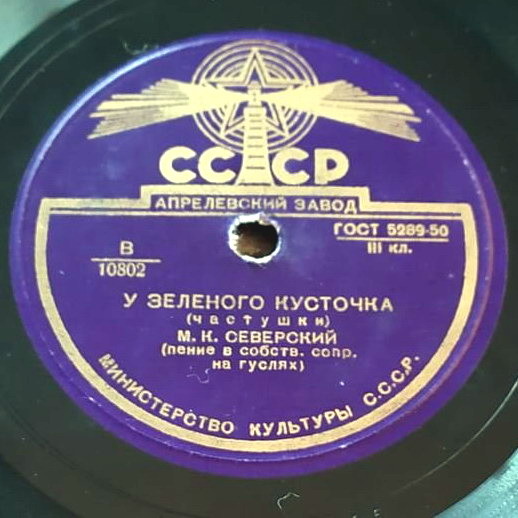 СССР
АПРЕЛЕВСКИЙ ЗАВОД
ГОСТ 5289-50
III кл.
В
10802
У ЗЕЛЕНОГО КУСТОЧКА
(частушки)
М. К. СЕВЕРСКИЙ
(пение в собств. сопр.
на гуслях)
МИНИСТЕРСТВО КУЛЬТУРЫ С.С.С.Р.